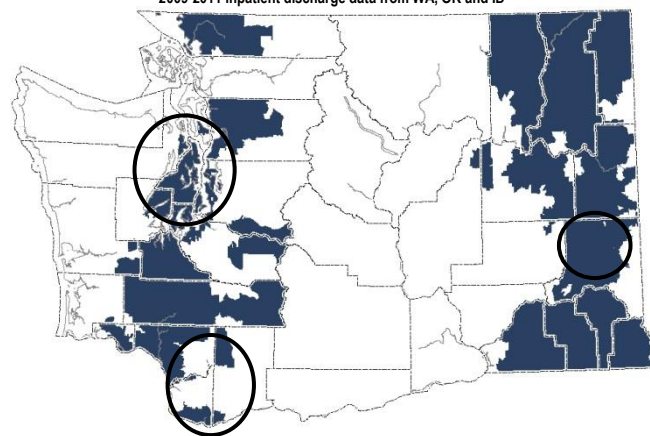 2009-2011 Inpatient discharge data from WA, OR and ID